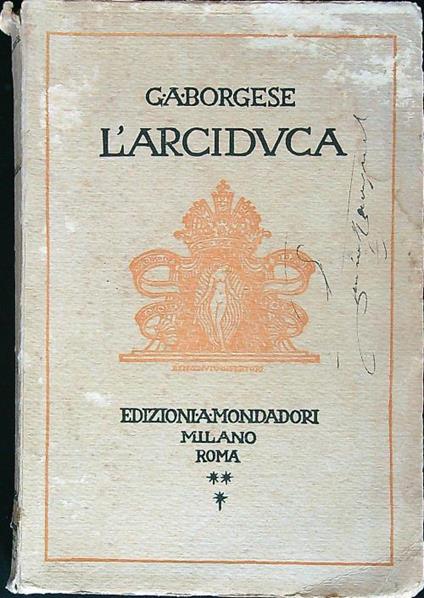 G·A·BORGESE
L'ARCIDVCA
EDIZIONI·A·MONDADORI
MILANO
ROMA